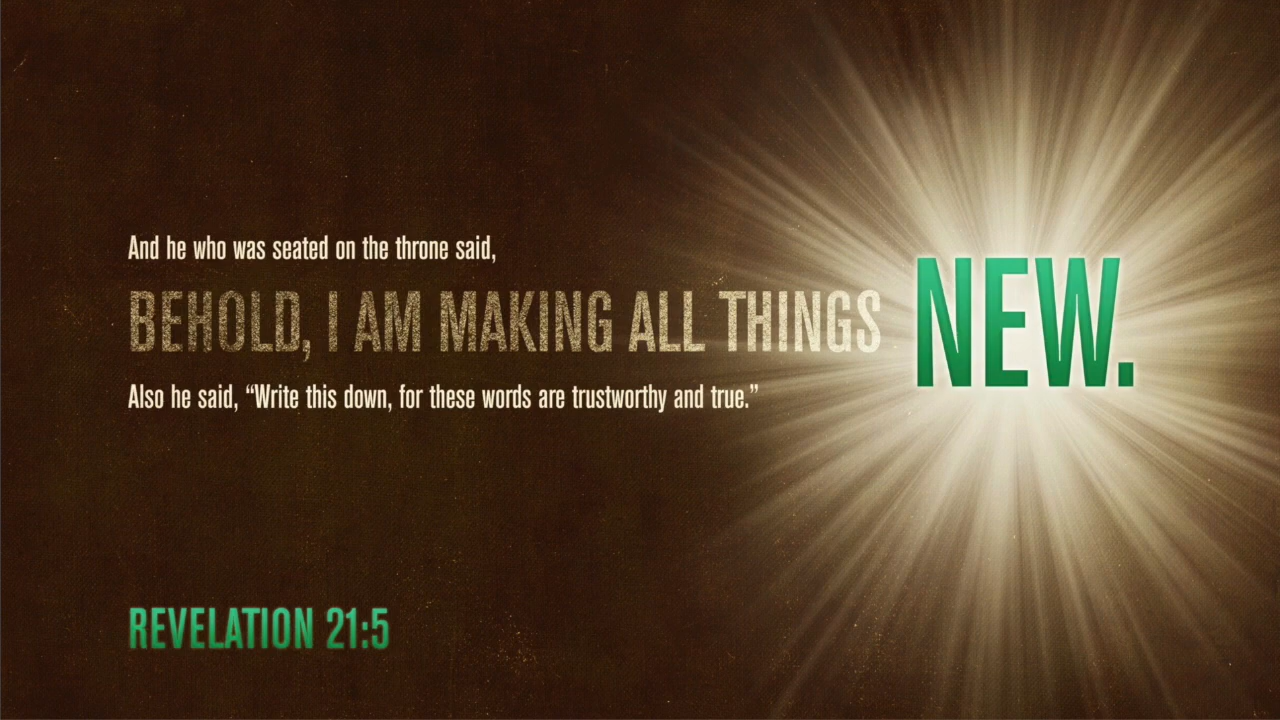 And he who was seated on the throne said,
BEHOLD, I AM MAKING ALL THINGS NEW.
Also he said, “Write this down, for these words are trustworthy and true.”
REVELATION 21:5